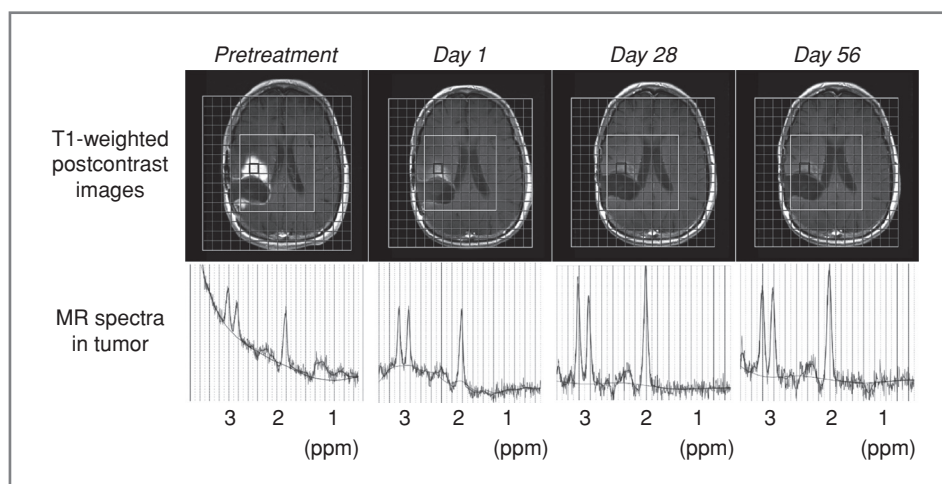 Pretreatment Day 1 Day 28 Day 56
T1-weighted
postcontrast
images
MR spectra
in tumor
3 2 1 3 2 1 3 2 1 3 2 1
(ppm) (ppm) (ppm) (ppm)